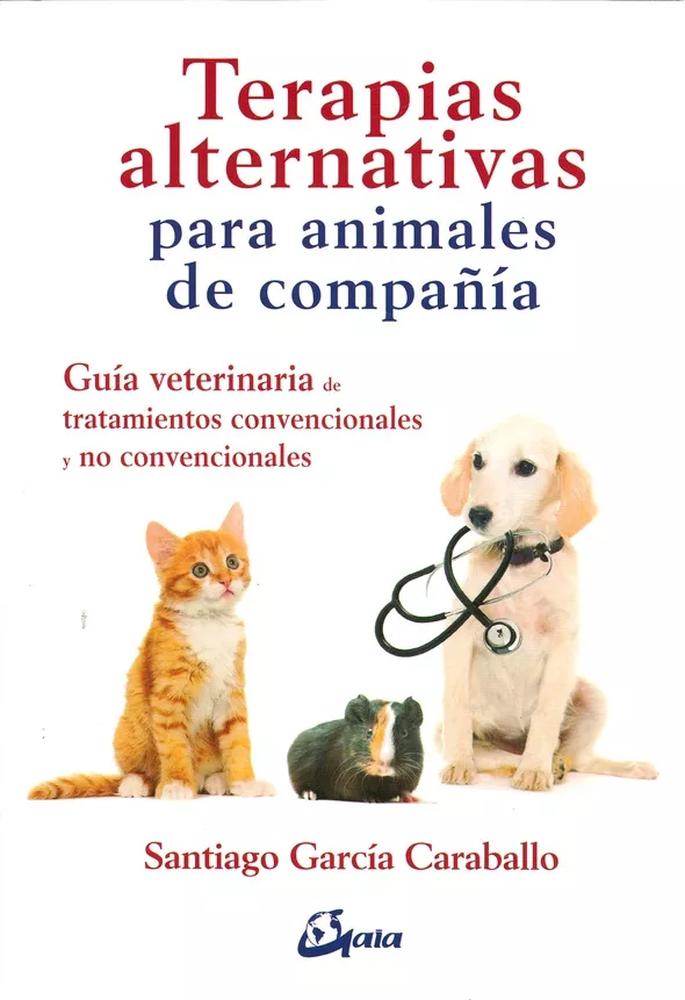 Terapias
alternativas
para animales
de compañía
Guía veterinaria de
tratamientos convencionales
y no convencionales
Santiago García Caraballo
Gaia